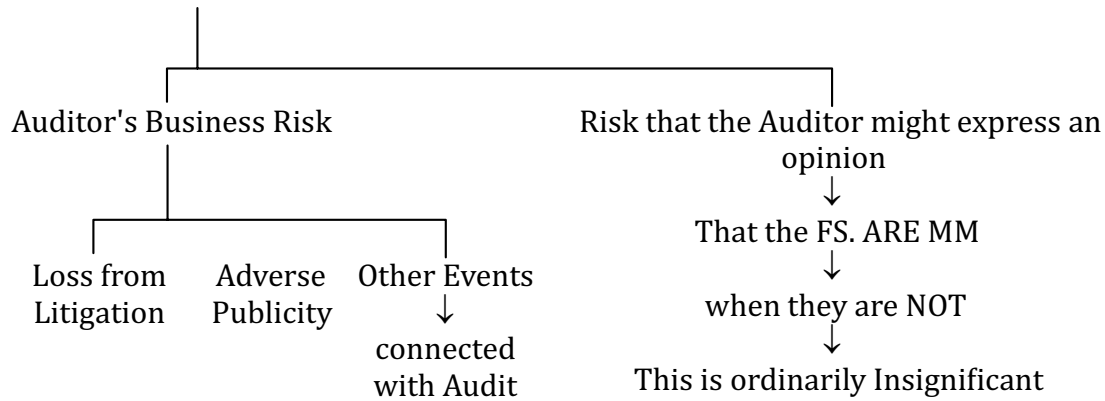 Auditor's Business Risk
Risk that the Auditor might express an
opinion
That the FS. ARE MM
when they are NOT
This is ordinarily Insignificant
Loss from
Litigation
Adverse
Publicity
Other Events
connected
with Audit